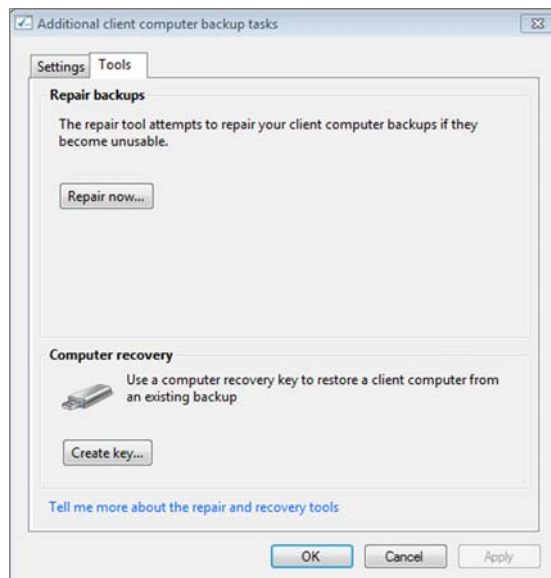 Additional client computer backup tasks
Settings
Tools
Repair backups
The repair tool attempts to repair your client computer backups if they
become unusable.
Repair now...
Computer recovery
Use a computer recovery key to restore a client computer from
an existing backup
Create key...
Tell me more about the repair and recovery tools
OK
Cancel
Apply